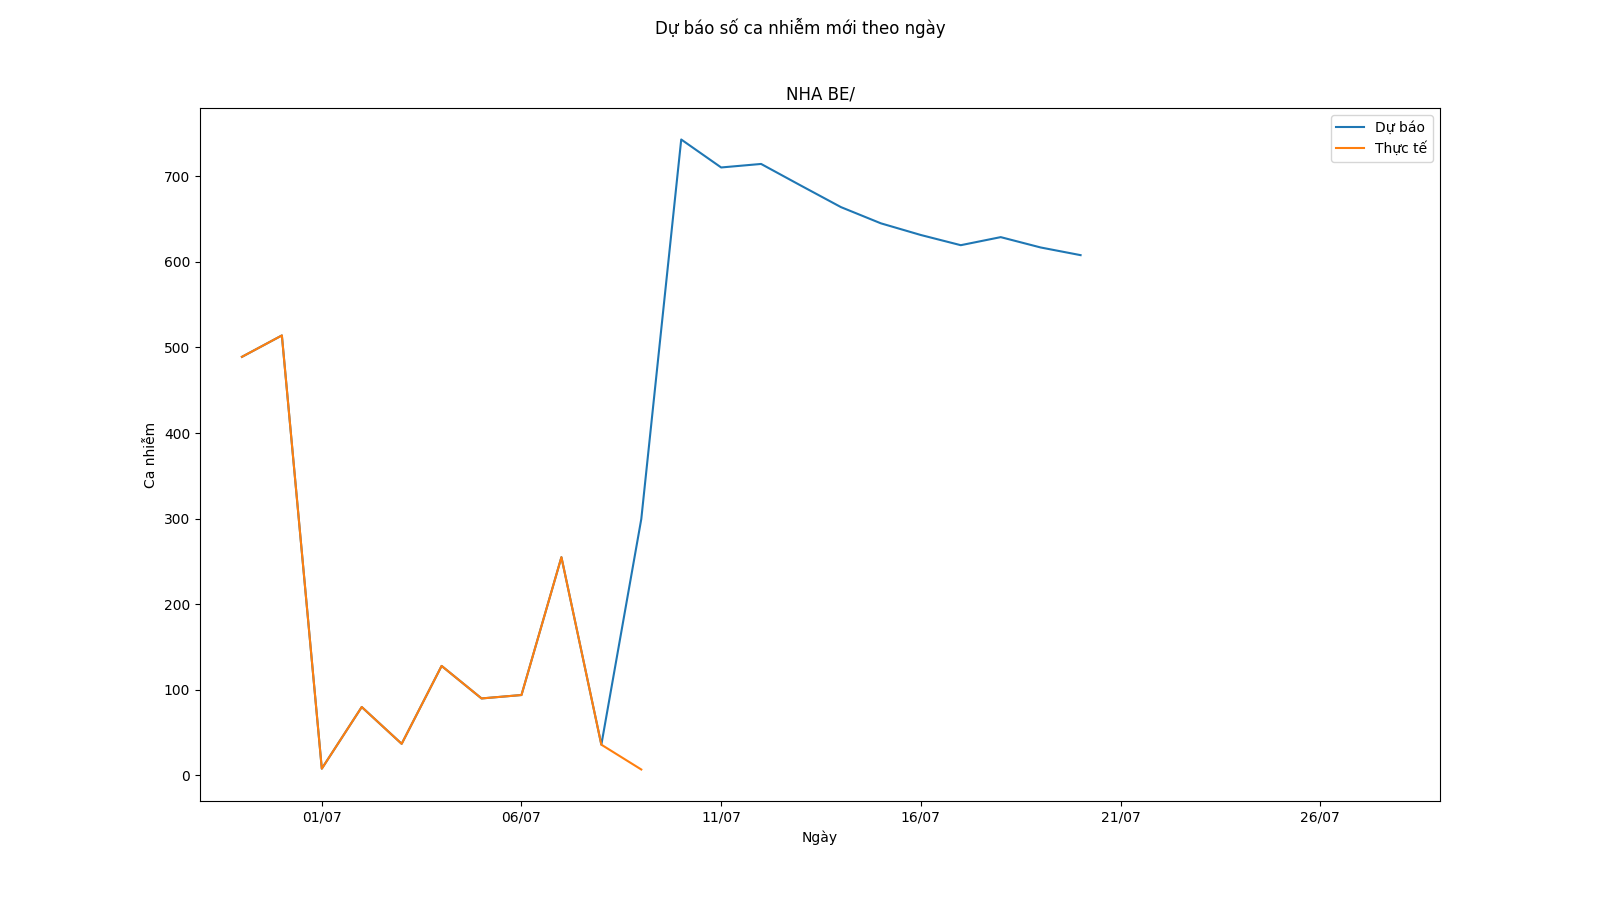 Dự báo số ca nhiễm mới theo ngày
NHA BE/
Dự báo
Thực tế
700
600
500
400
300
200
100
0
Ca nhiễm
01/07
06/07
11/07
16/07
21/07
26/07
Ngày